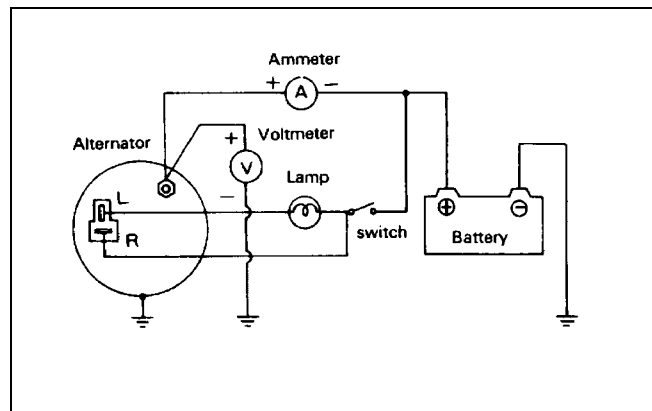 Ammeter
+ A −
Alternator
+ Voltmeter
V
L
− Lamp
R
switch
+ −
Battery